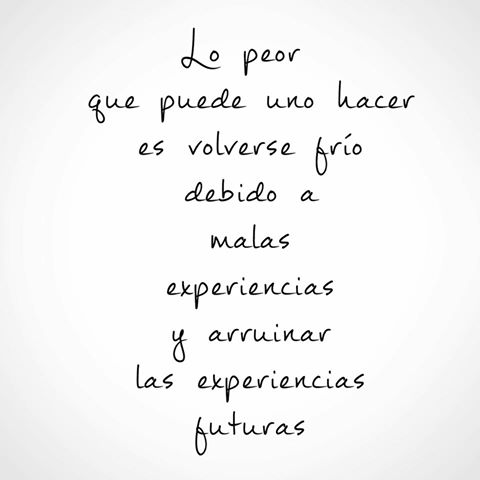 Lo peor
que puede uno hacer
es volverse frío
debido a
malas
experiencias
y arruinar
las experiencias
futuras